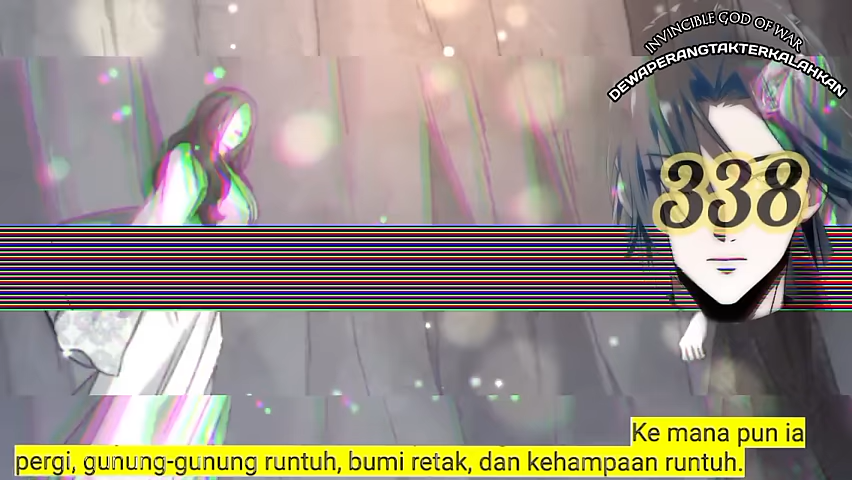 INVINCIBLE GOD OF WAR
DEWAPERANGTAKTERKALAHKAN
338
Ke mana pun ia
pergi, gunung-gunung runtuh, bumi retak, dan kehampaan runtuh.